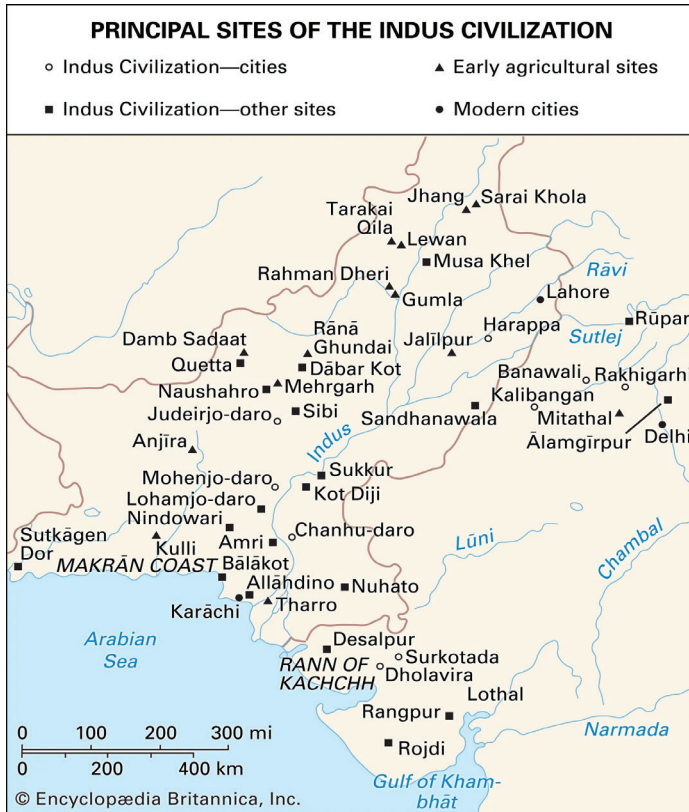 PRINCIPAL SITES OF THE INDUS CIVILIZATION
Indus Civilization—cities
Early agricultural sites
Indus Civilization—other sites
Modern cities
Jhang
Sarai Khola
Tarakai
Qila
Lewan
Musa Khel
Rāvi
Rahman Dheri
Gumla
Lahore
Harappa
Rūpar
Sutlej
Damb Sadaat
Rānā
Ghundai
Jalīlpur
Quetta
Dābar Kot
Banawali
Rakhigarhi
Naushahro
Mehrgarh
Kalibangan
Judeirjo-daro
Sibi
Sandhanawala
Mitathal
Ālamgīrpur
Delhi
Anjīra
Indus
Mohenjo-daro
Sukkur
Kot Diji
Lohamjo-daro
Nindowari
Chanhu-daro
Sutkāgen
Dor
Kulli
Amri
Lūni
Chambal
MAKRĀN COAST
Bālākot
Allāhdino
Nuhato
Karāchi
Tharro
Arabian
Sea
Desalpur
RANN OF
KACHCHH
Surkotada
Dholavira
Lothal
Rangpur
Narmada
Rojdi
0 100 200 300 mi
0 200 400 km
Gulf of Kham-
bhāt
© Encyclopædia Britannica, Inc.